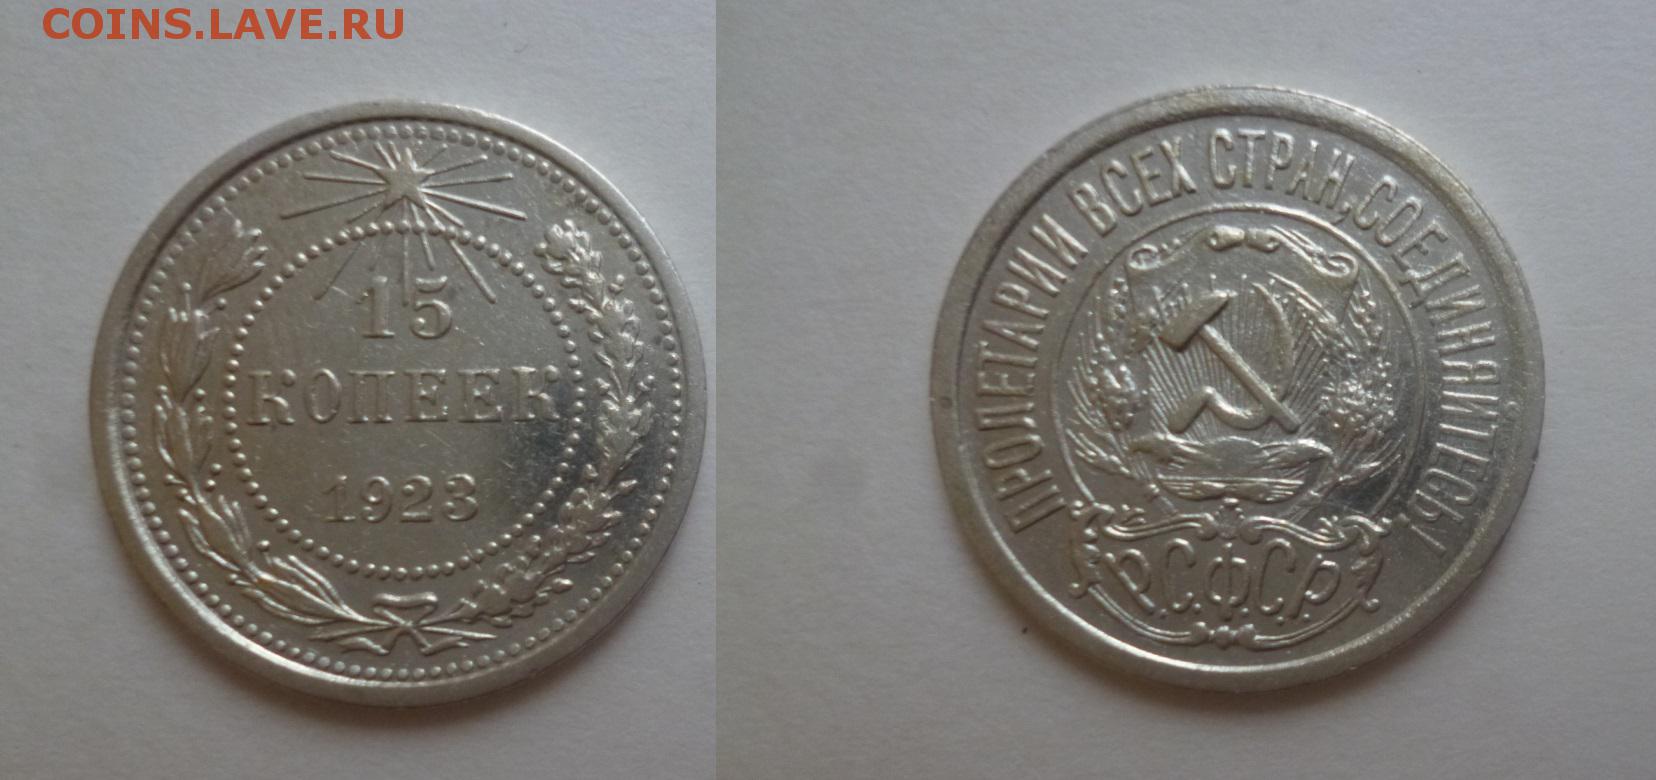 COINS.LAVE.RU
15
КОПЕЕК
1923
ПРОЛЕТАРИИ ВСЕХ СТРАН, СОЕДИНЯЙТЕСЬ!
Р.С.Ф.С.Р.